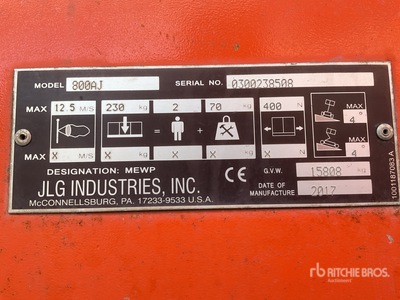 MODEL 800AJ SERIAL NO. 0300238508
MAX 12.5 M/S 230 kg 2 70 kg 400 N MAX 4°
MAX X M/S X kg X X kg X N MAX 4°
DESIGNATION: MEWP
JLG INDUSTRIES, INC.
McCONNELLSBURG, PA. 17233-9533 U.S.A.
CE
G.V.W. 15808 kg
DATE OF MANUFACTURE 2017
1001187083 A
rb RITCHIE BROS.
Auctioneers